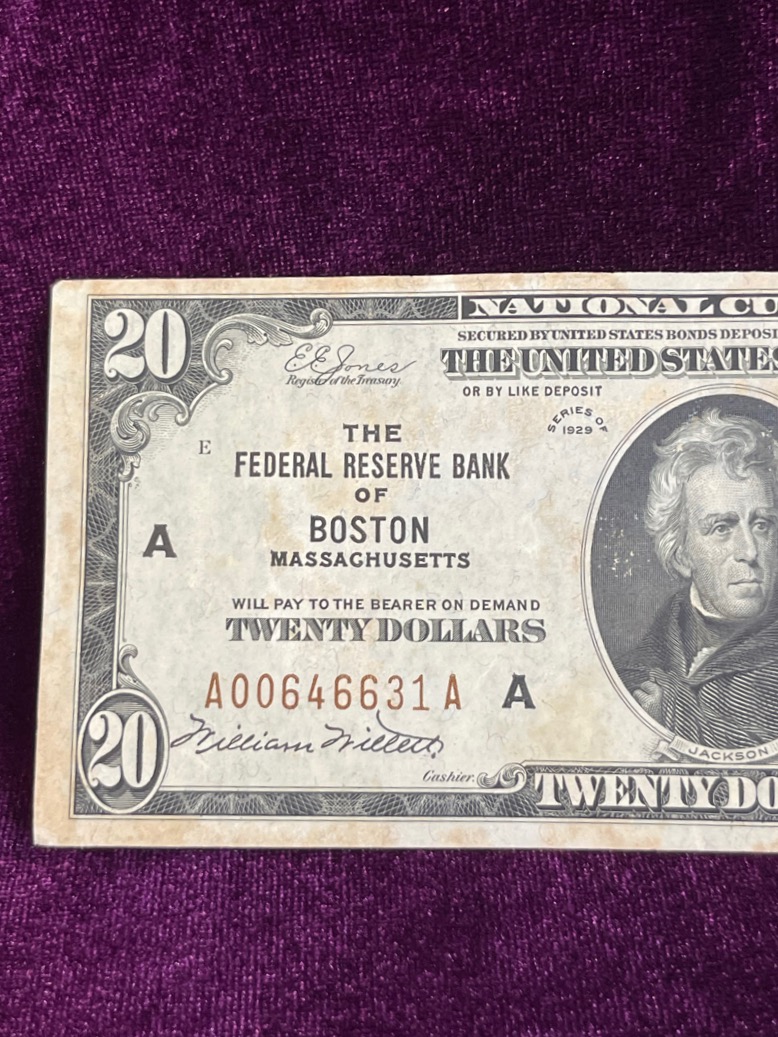 20
NATIONAL CU
SECURED BY UNITED STATES BONDS DEPOSI
E.E. Jones
Register of the Treasury.
THE UNITED STATES
OR BY LIKE DEPOSIT
SERIES OF
1929
E
THE
FEDERAL RESERVE BANK
OF
BOSTON
MASSACHUSETTS
A
WILL PAY TO THE BEARER ON DEMAND
TWENTY DOLLARS
A00646631A A
20
William Willett
Cashier.
JACKSON
TWENTY DO